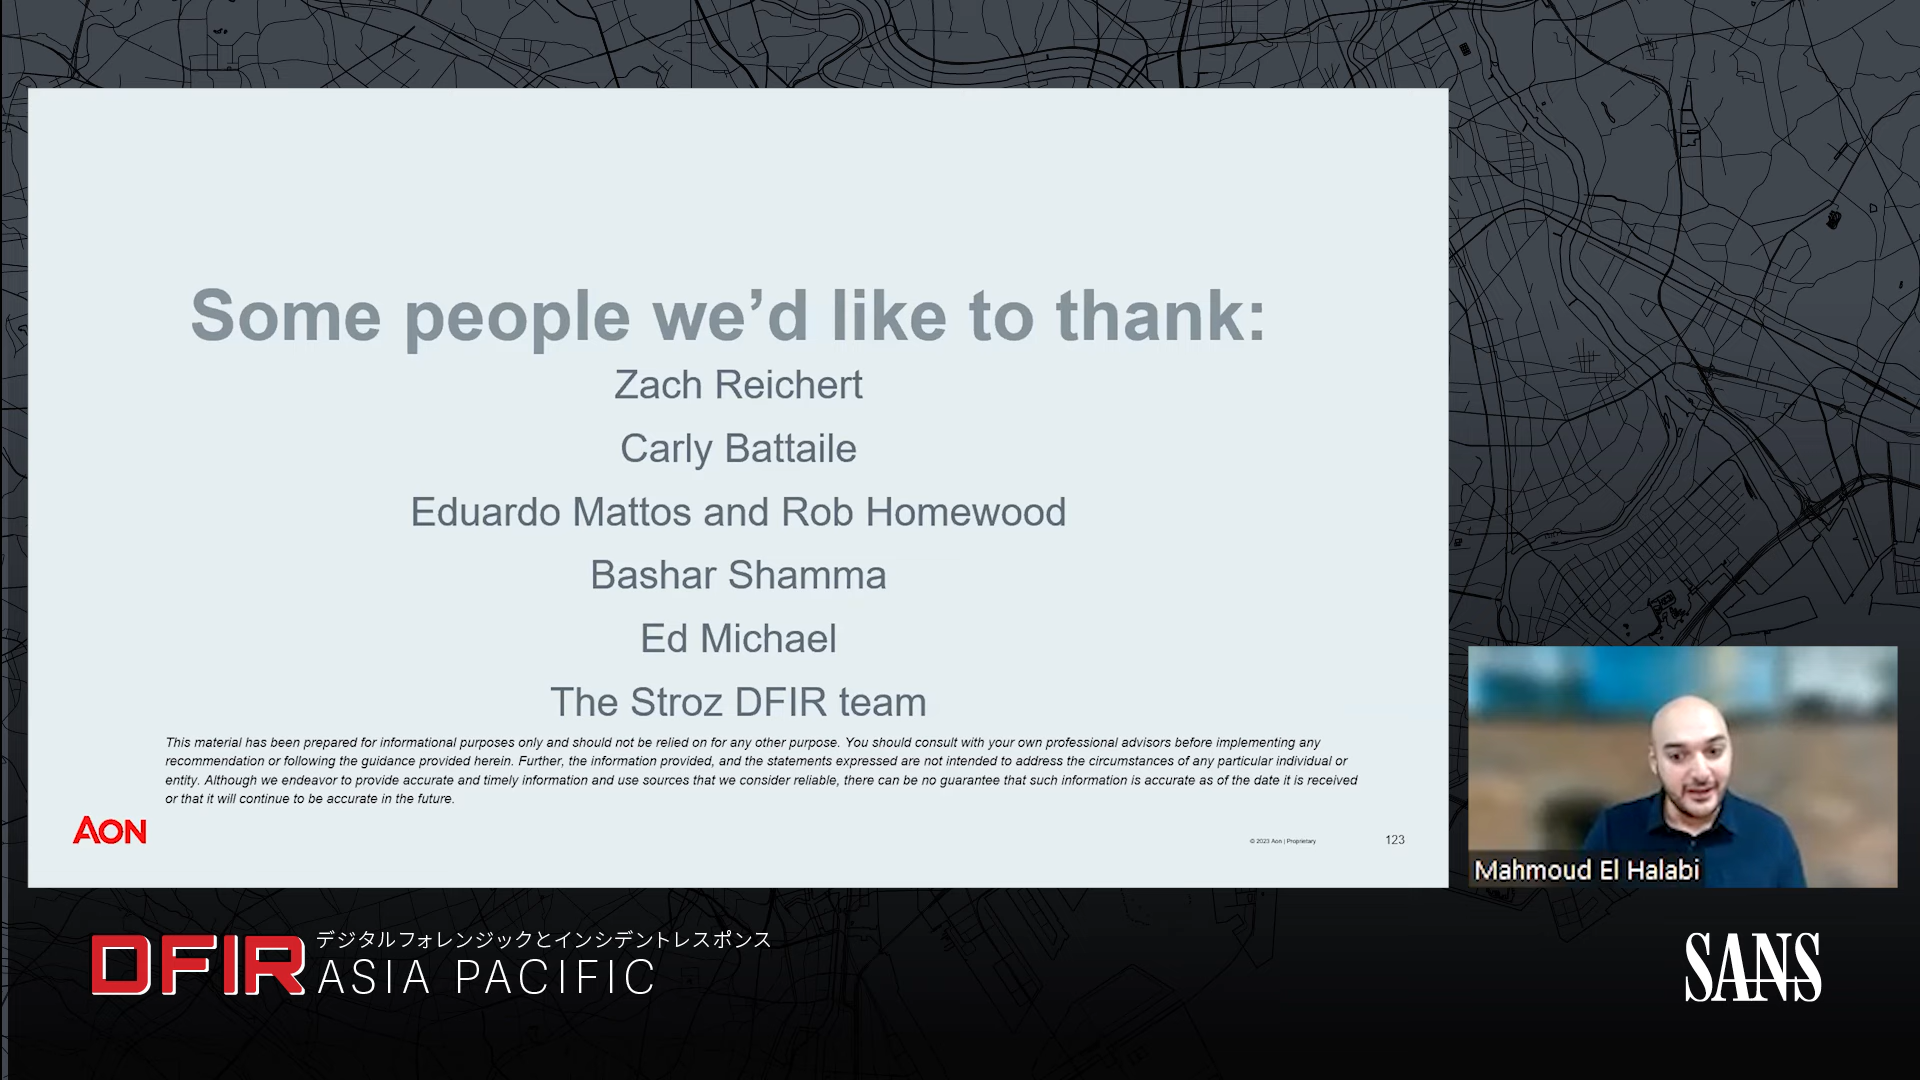 Some people we’d like to thank:
Zach Reichert
Carly Battaile
Eduardo Mattos and Rob Homewood
Bashar Shamma
Ed Michael
The Stroz DFIR team
This material has been prepared for informational purposes only and should not be relied on for any other purpose. You should consult with your own professional advisors before implementing any
recommendation or following the guidance provided herein. Further, the information provided, and the statements expressed are not intended to address the circumstances of any particular individual or
entity. Although we endeavor to provide accurate and timely information and use sources that we consider reliable, there can be no guarantee that such information is accurate as of the date it is received
or that it will continue to be accurate in the future.
AON
© 2023 Aon | Proprietary
123
Mahmoud El Halabi
DFIR
デジタルフォレンジックとインシデントレスポンス
ASIA PACIFIC
SANS